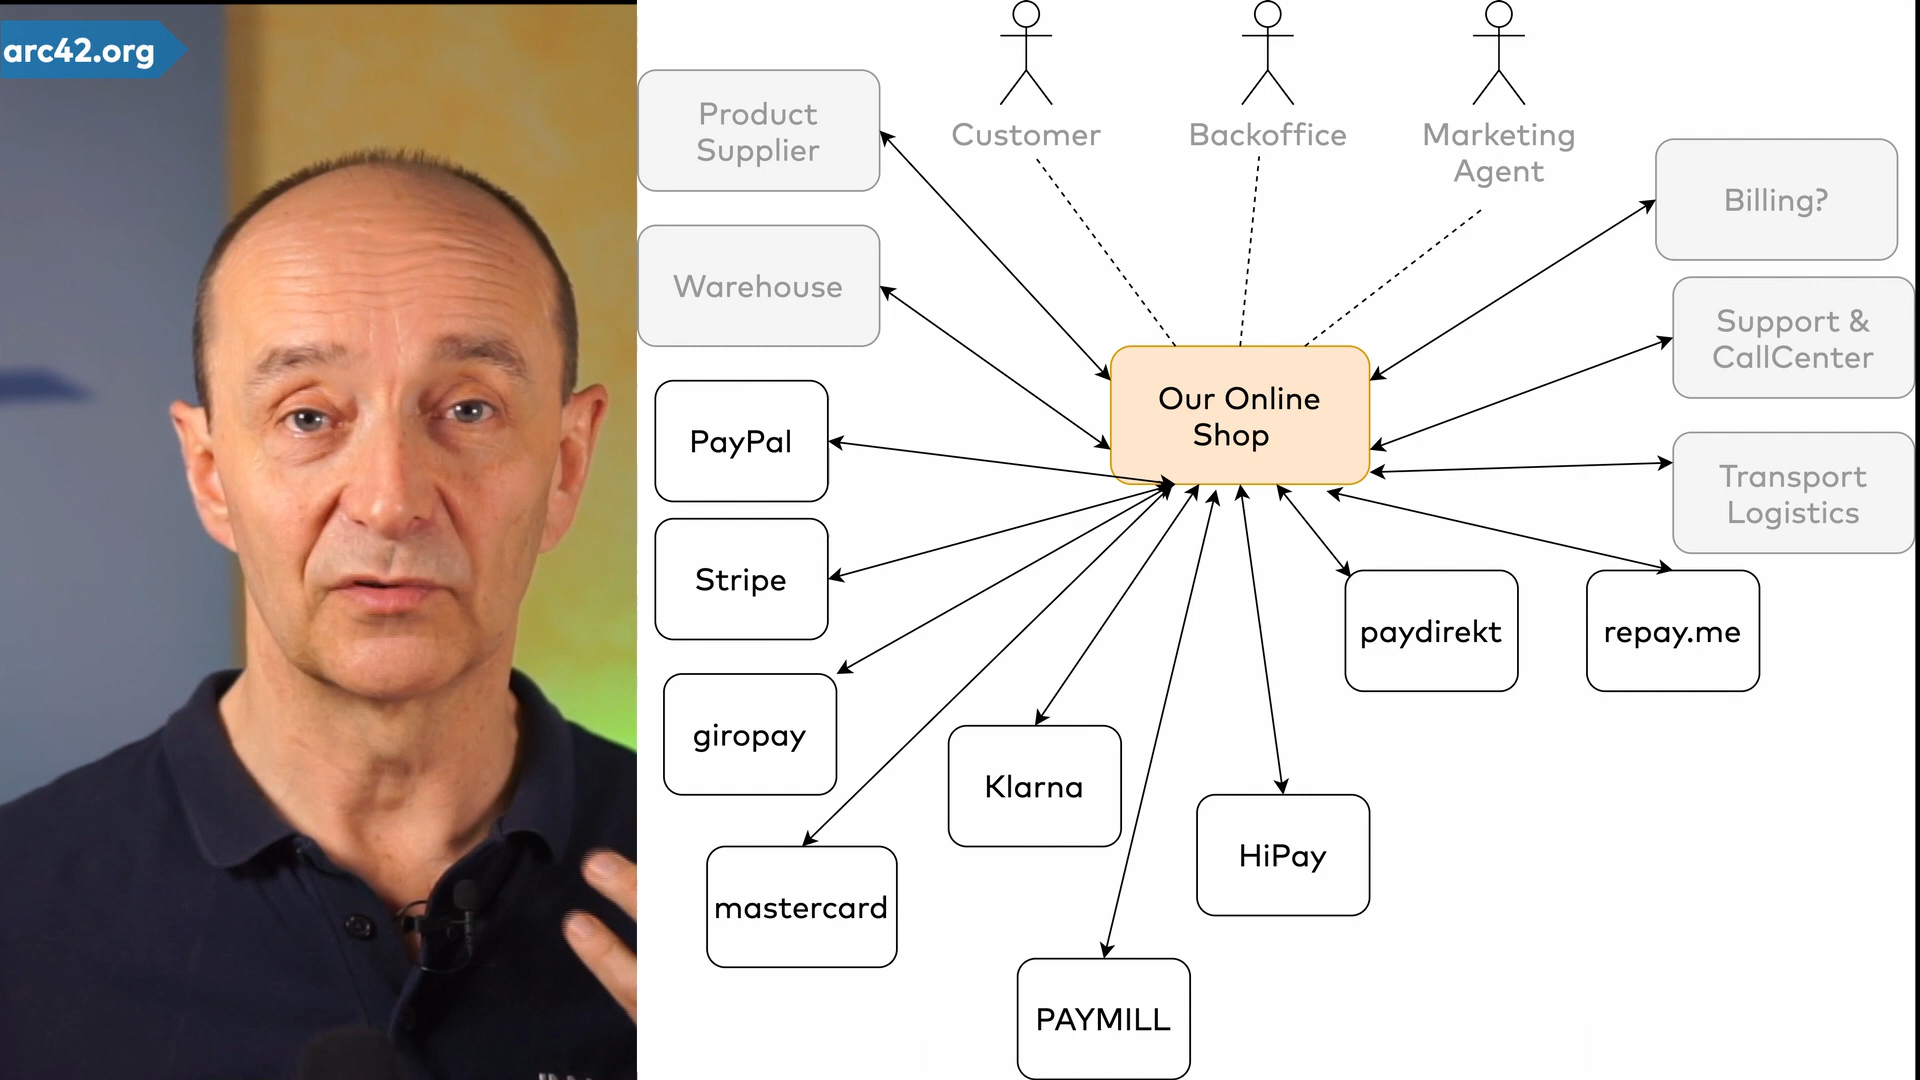 arc42.org
Product
Supplier
Customer
Backoffice
Marketing
Agent
Billing?
Warehouse
Support &
CallCenter
Our Online
Shop
PayPal
Transport
Logistics
Stripe
paydirekt
repay.me
giropay
Klarna
HiPay
mastercard
PAYMILL